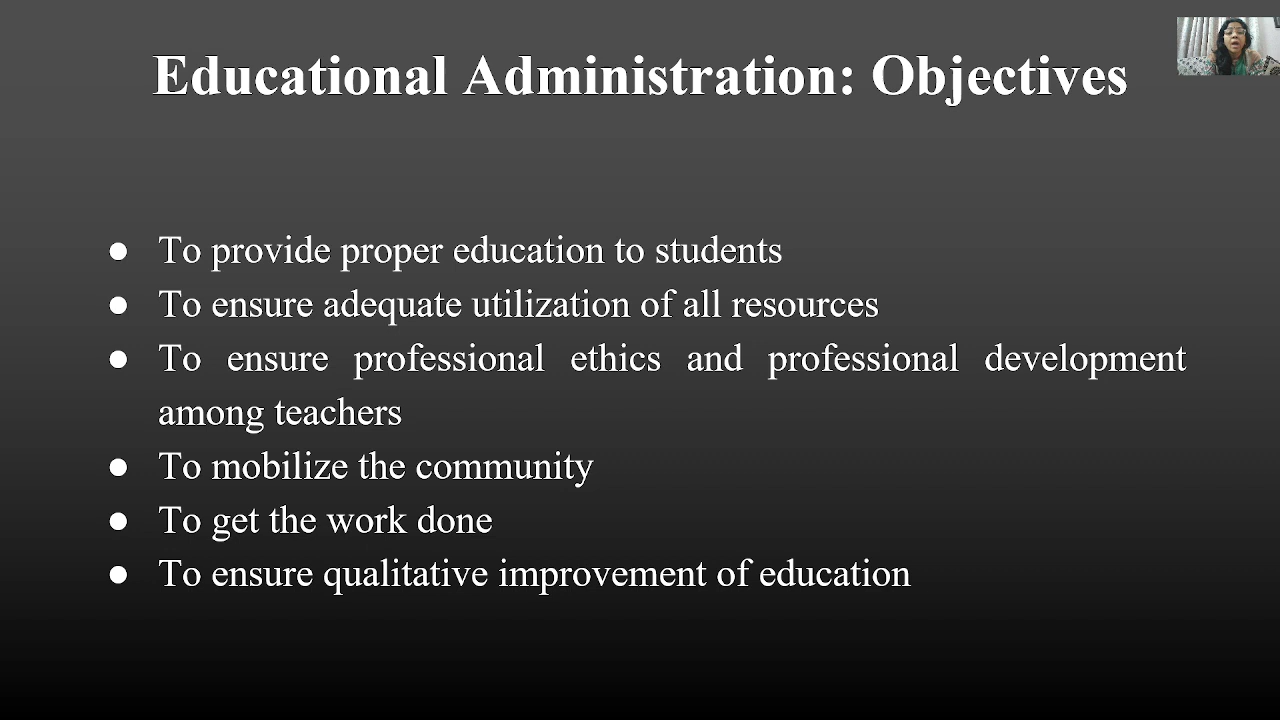 Educational Administration: Objectives
● To provide proper education to students
● To ensure adequate utilization of all resources
● To ensure professional ethics and professional development
among teachers
● To mobilize the community
● To get the work done
● To ensure qualitative improvement of education